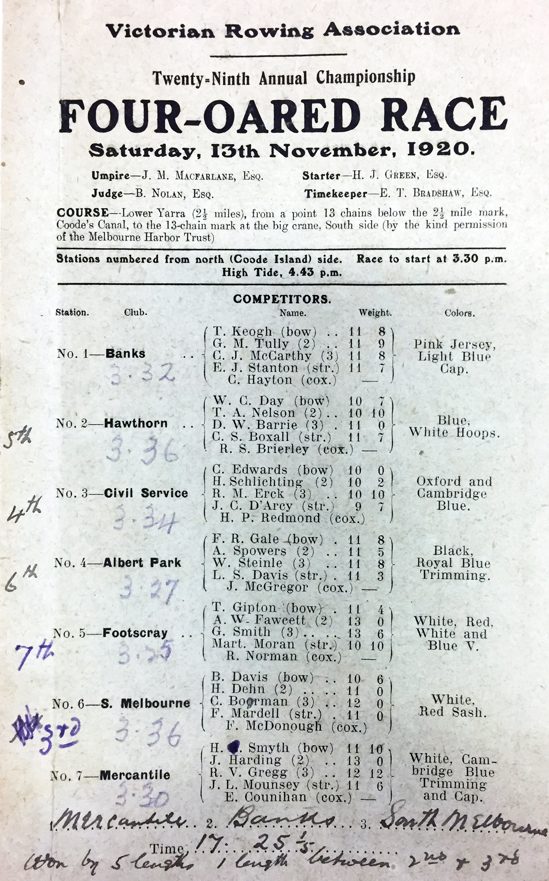 Victorian Rowing Association
Twenty-Ninth Annual Championship
FOUR-OARED RACE
Saturday, 13th November, 1920.
Umpire—J. M. MACFARLANE, ESQ. Starter—H. J. GREEN, ESQ.
Judge—B. NOLAN, ESQ. Timekeeper—E. T. BRADSHAW, ESQ.
COURSE—Lower Yarra (2½ miles), from a point 13 chains below the 2½ mile mark,
Coode's Canal, to the 13-chain mark at the big crane, South side (by the kind permission
of the Melbourne Harbor Trust)
Stations numbered from north (Coode Island) side. Race to start at 3.30 p.m.
High Tide, 4.43 p.m.
COMPETITORS.
Station. Club. Name. Weight. Colors.
T. Keogh (bow) .. 11 8
G. M. Tully (2) .. 11 9
No. 1—Banks .. C. J. McCarthy (3) 11 8
E. J. Stanton (str.) 11 7
C. Hayton (cox.) —
Pink Jersey,
Light Blue
Cap.
3.32
W. C. Day (bow) 10 7
T. A. Nelson (2) .. 10 10
No. 2—Hawthorn .. D. W. Barrie (3) 11 0
C. S. Boxall (str.) 11 7
R. S. Brierley (cox.) —
Blue,
White Hoops.
5th
3.36
C. Edwards (bow) 10 0
H. Schlichting (2) 10 2
No. 3—Civil Service R. M. Erck (3) 10 10
J. C. D'Arcy (str.) 9 7
H. P. Redmond (cox.)
Oxford and
Cambridge
Blue.
4th
3.34
F. R. Gale (bow) 11 8
A. Spowers (2) .. 11 5
No. 4—Albert Park W. Steinle (3) .. 11 8
L. S. Davis (str.) . 11 3
J. McGregor (cox.) —
Black,
Royal Blue
Trimming.
6th
3.27
T. Gipton (bow) . 11 4
A. W. Fawcett (2) 13 0
No. 5—Footscray .. G. Smith (3) . . . 13 6
Mart. Moran (str.) 10 10
R. Norman (cox.) —
White, Red,
White and
Blue V.
7th
3.25
B. Davis (bow) .. 10 6
H. Dehn (2) .. .. 11 0
No. 6—S. Melbourne C. Boorman (3) .. 12 0
F. Mardell (str.) . 11 0
F. McDonough (cox.)
White,
Red Sash.
3rd
3.36
H. Smyth (bow) 11 10
J. Harding (2) .. 13 0
No. 7—Mercantile R. V. Gregg (3) .. 12 12
J. L. Mounsey (str.) 11 6
E. Counihan (cox.) —
White, Cam-
bridge Blue
Trimming
and Cap.
3.30
Mercantile 2. Banks 3. South Melbourne
Time, 17. 25 1/5
Won by 5 lengths 1 length between 2nd & 3rd